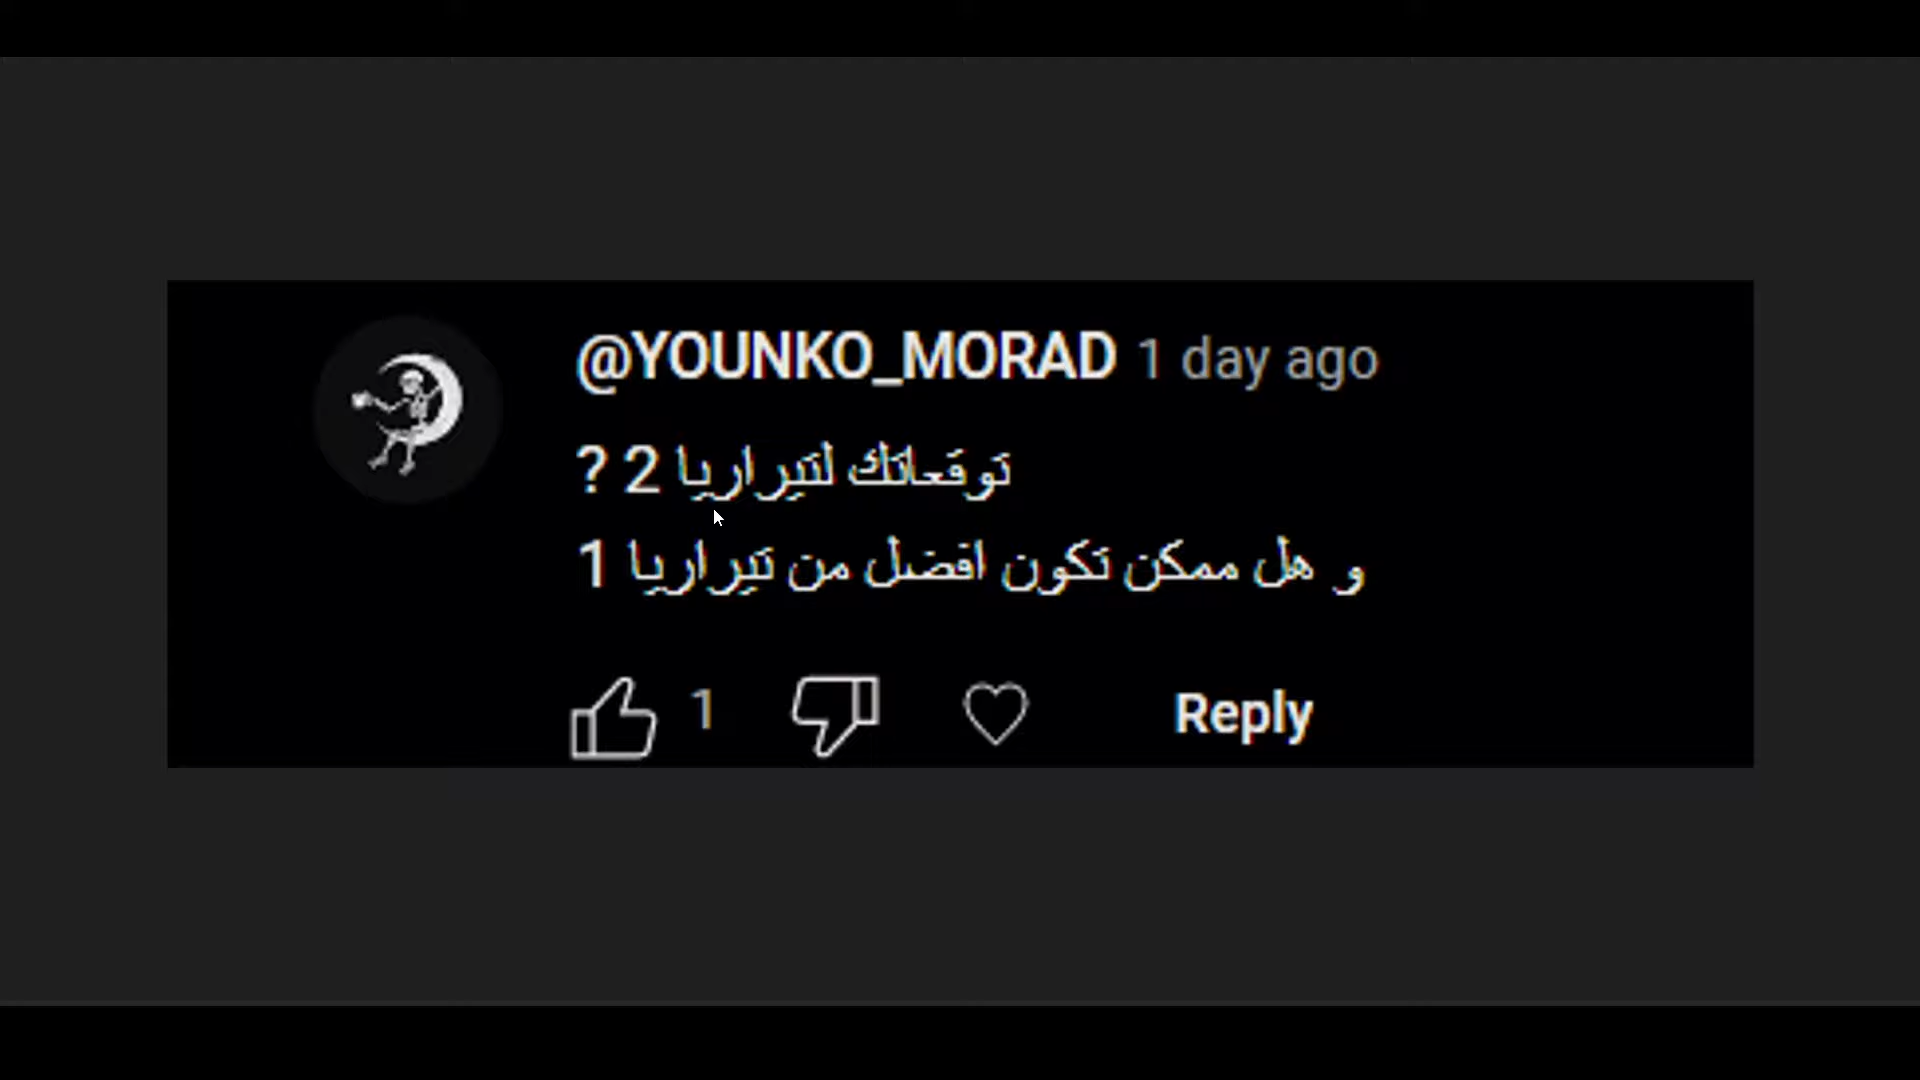 @YOUNKO_MORAD 1 day ago
توقعاتك لتيراريا 2 ?
و هل ممكن تكون افضل من تيراريا 1
1 Reply